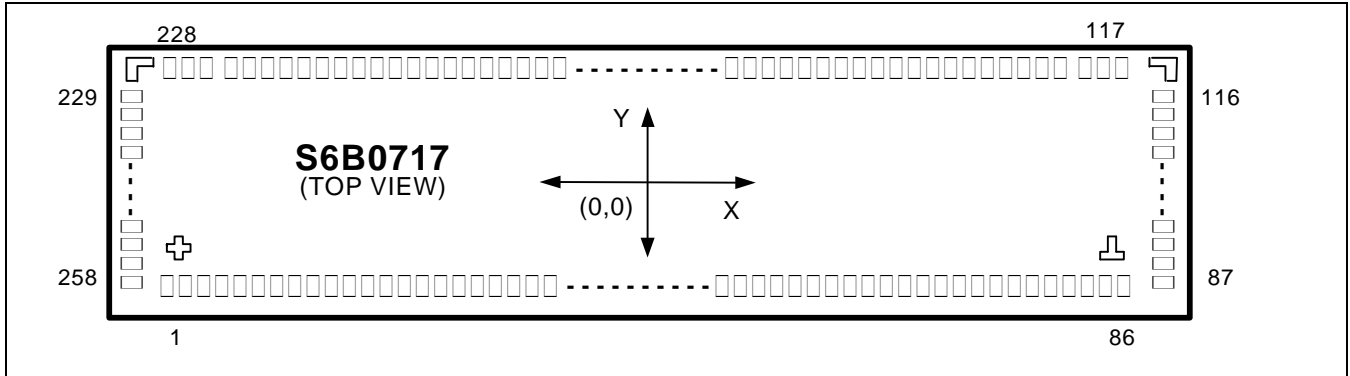 228 117
229 116
Y
S6B0717
(TOP VIEW)
(0,0) X
258 87
1 86